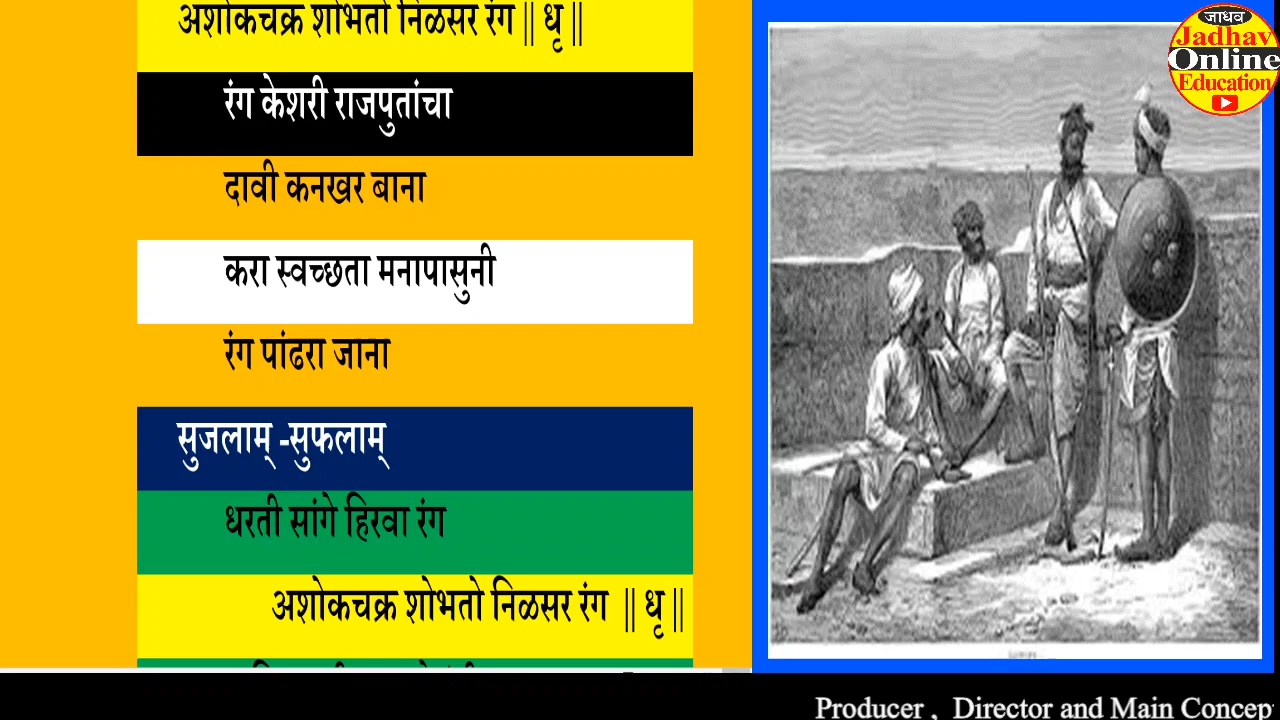 अशोकचक्र शोभतो निळसर रंग || धृ ||
रंग केशरी राजपुतांचा
दावी कनखर बाना
करा स्वच्छता मनापासुनी
रंग पांढरा जाना
सुजलाम् -सुफलाम्
धरती सांगे हिरवा रंग
अशोकचक्र शोभतो निळसर रंग || धृ ||
जाधव
Jadhav
Online
Education
Producer , Director and Main Concep